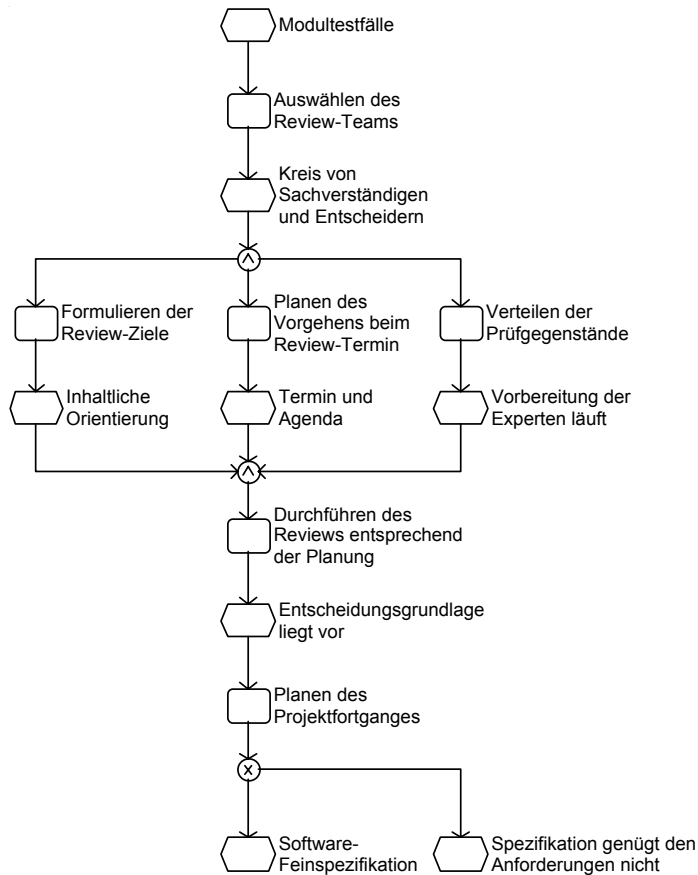 Modultestfälle
Auswählen des
Review-Teams
Kreis von
Sachverständigen
und Entscheidern
^
Formulieren der
Review-Ziele
Planen des
Vorgehens beim
Review-Termin
Verteilen der
Prüfgegenstände
Inhaltliche
Orientierung
Termin und
Agenda
Vorbereitung der
Experten läuft
^
Durchführen des
Reviews entsprechend
der Planung
Entscheidungsgrundlage
liegt vor
Planen des
Projektfortganges
x
Software-
Feinspezifikation
Spezifikation genügt den
Anforderungen nicht